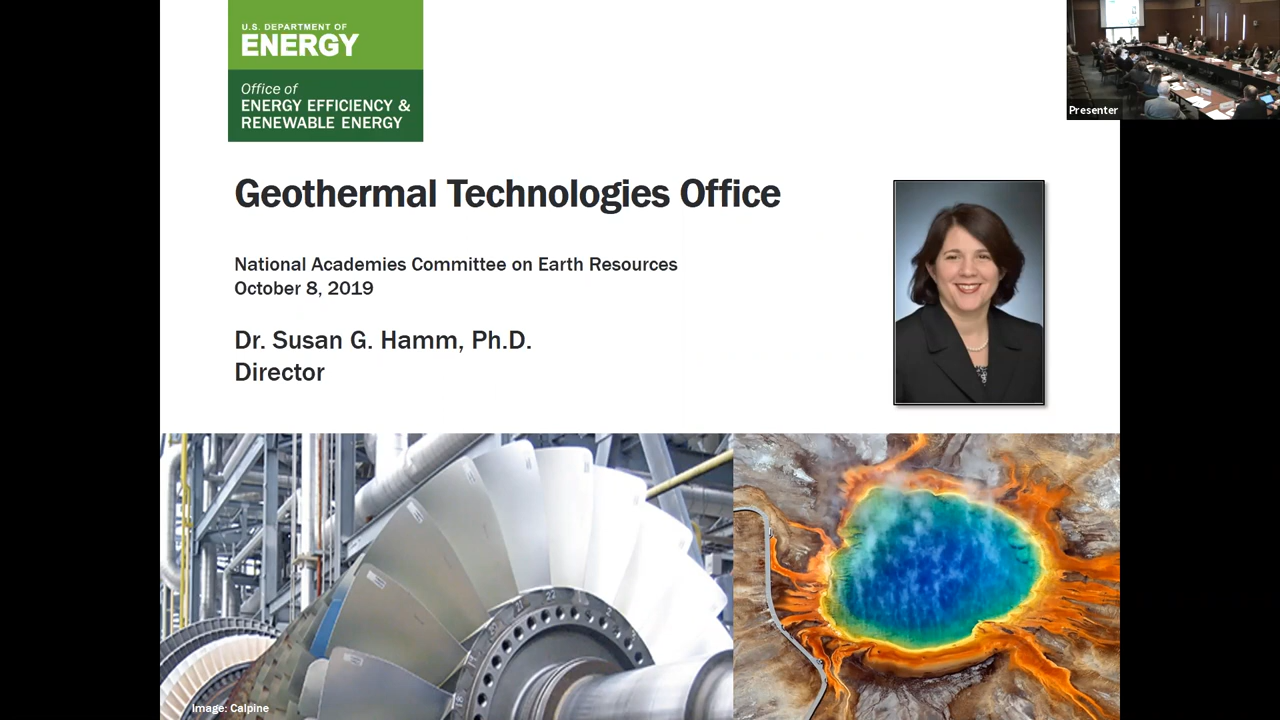 U.S. DEPARTMENT OF
ENERGY
Office of
ENERGY EFFICIENCY &
RENEWABLE ENERGY
Presenter
Geothermal Technologies Office
National Academies Committee on Earth Resources
October 8, 2019
Dr. Susan G. Hamm, Ph.D.
Director
Image: Calpine